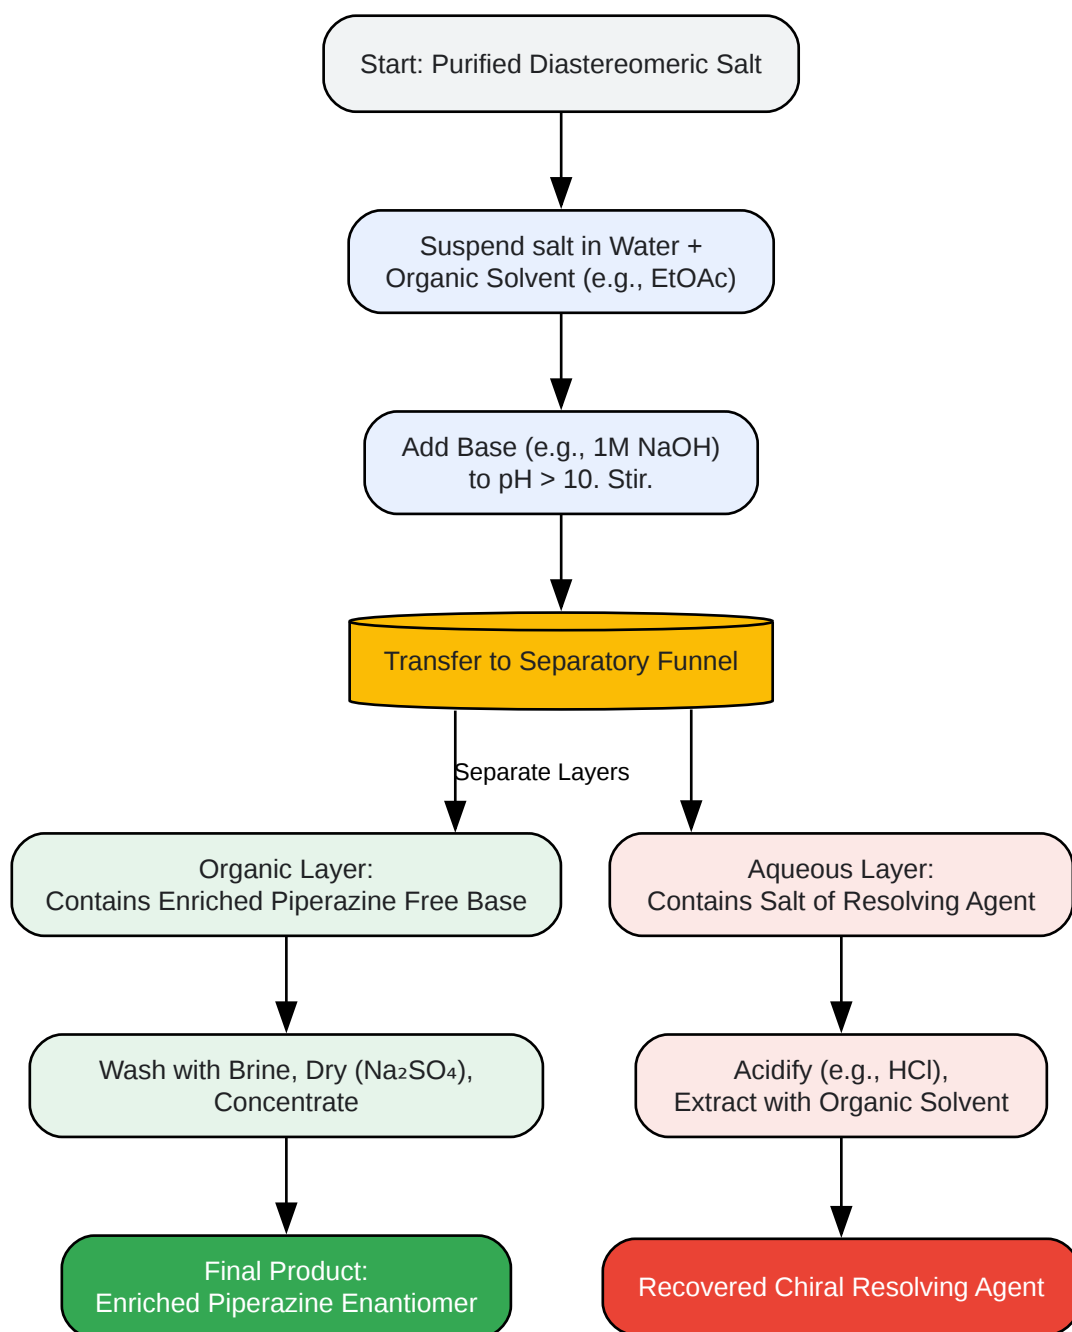 Start: Purified Diastereomeric Salt
Suspend salt in Water +
Organic Solvent (e.g., EtOAc)
Add Base (e.g., 1M NaOH)
to pH > 10. Stir.
Transfer to Separatory Funnel
Separate Layers
Organic Layer:
Contains Enriched Piperazine Free Base
Aqueous Layer:
Contains Salt of Resolving Agent
Wash with Brine, Dry (Na₂SO₄),
Concentrate
Acidify (e.g., HCl),
Extract with Organic Solvent
Final Product:
Enriched Piperazine Enantiomer
Recovered Chiral Resolving Agent